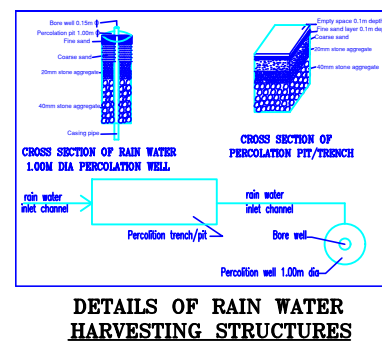 Bore well 0.15m
Percolation pit 1.00m
Fine sand
Coarse sand
20mm stone aggregate
40mm stone aggregate
Casing pipe
CROSS SECTION OF RAIN WATER
1.00M DIA PERCOLATION WELL
Empty space 0.1m depth
Fine sand layer 0.1m dep
Coarse sand
20mm stone aggregate
40mm stone aggregate
CROSS SECTION OF
PERCOLATION PIT/TRENCH
rain water
inlet channel
Percolition trench/pit
rain water
inlet channel
Bore well
Percolition well 1.00m dia
DETAILS OF RAIN WATER
HARVESTING STRUCTURES